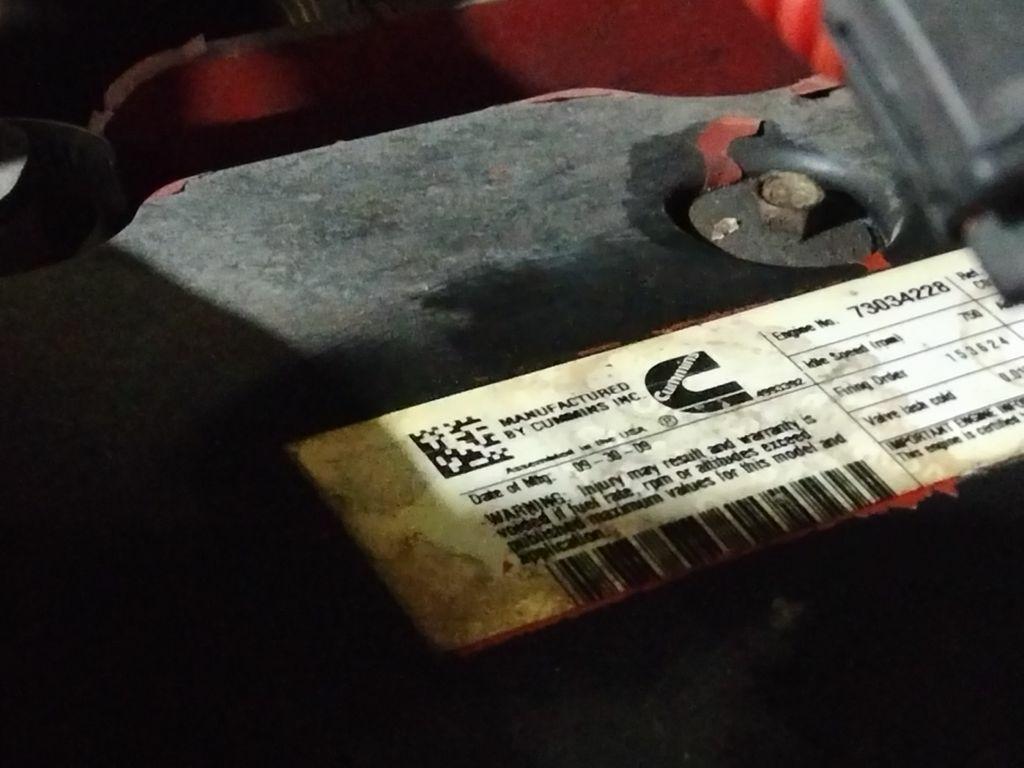 MANUFACTURED
BY CUMMINS INC.
Cummins
®
Assembled in the USA
Date of Mfg. 09-30-09
WARNING. Injury may result and warranty is
voided if fuel rate, rpm or altitudes exceed
published maximum values for this model and
application.
Engine No. 73034228
Idle Speed (rpm) 750
Firing Order 153624
Valve lash cold
IMPORTANT ENGINE
This engine is certified
Ref.